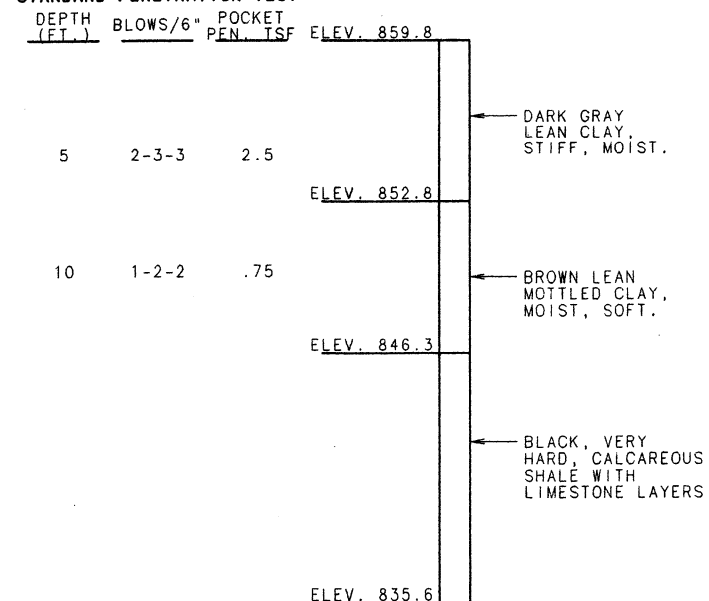 DEPTH (FT.) BLOWS/6" POCKET PEN. TSF
ELEV. 859.8
DARK GRAY
LEAN CLAY,
STIFF, MOIST.
5 2-3-3 2.5
ELEV. 852.8
10 1-2-2 .75
BROWN LEAN
MOTTLED CLAY,
MOIST, SOFT.
ELEV. 846.3
BLACK, VERY
HARD, CALCAREOUS
SHALE WITH
LIMESTONE LAYERS
ELEV. 835.6